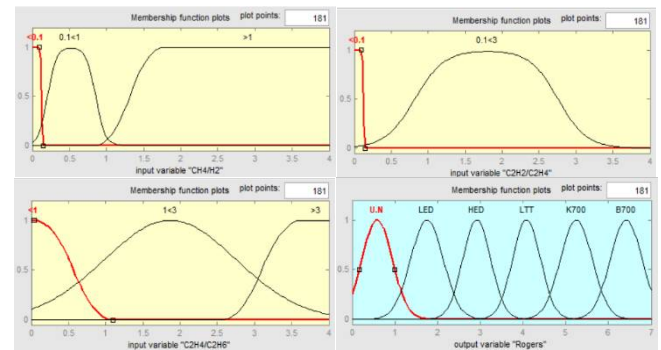 Membership function plots plot points: 181
<0.1 0.1<1 >1
1
0.5
0
0 0.5 1 1.5 2 2.5 3 3.5 4
input variable "CH4/H2"
Membership function plots plot points: 181
<0.1 0.1<3
1
0.5
0
0 0.5 1 1.5 2 2.5 3 3.5 4
input variable "C2H2/C2H4"
Membership function plots plot points: 181
<1 1<3 >3
1
0.5
0
0 0.5 1 1.5 2 2.5 3 3.5 4
input variable "C2H4/C2H6"
Membership function plots plot points: 181
U.N LED HED LTT K700 B700
1
0.5
0
0 1 2 3 4 5 6 7
output variable "Rogers"